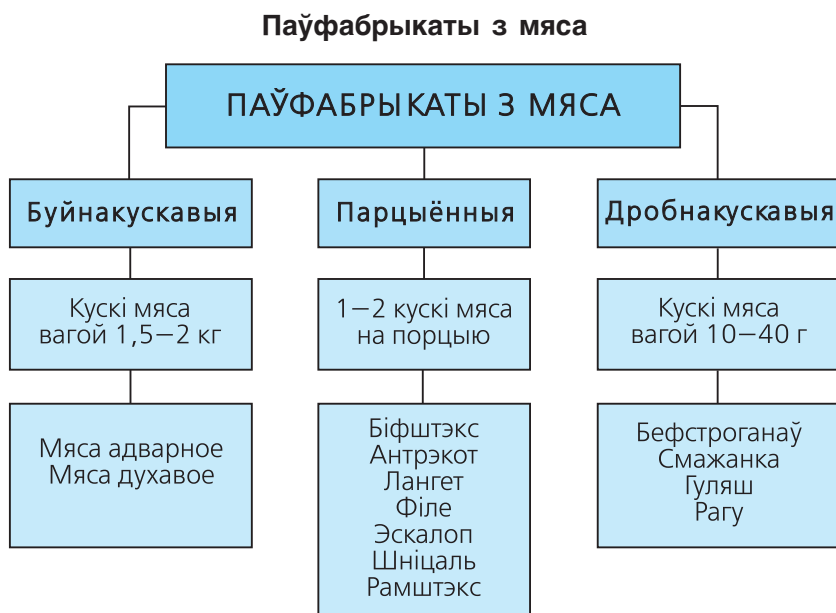 Паўфабрыкаты з мяса
ПАЎФАБРЫКАТЫ З МЯСА
Буйнакускавыя
Кускі мяса
вагой 1,5−2 кг
Мяса адварное
Мяса духавое
Парцыённыя
1−2 кускі мяса
на порцыю
Біфштэкс
Антрэкот
Лангет
Філе
Эскалоп
Шніцаль
Рамштэкс
Дробнакускавыя
Кускі мяса
вагой 10−40 г
Бефстроганаў
Смажанка
Гуляш
Рагу